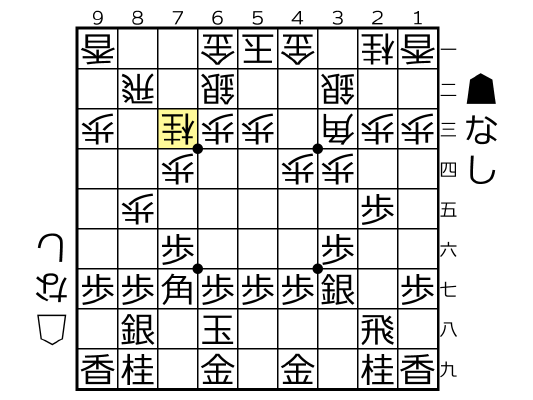 9 8 7 6 5 4 3 2 1
香 金 王 金 桂 香 一
飛 銀 銀 二
歩 桂 歩 歩 角 歩 歩 三
歩 歩 歩 四
歩 歩 五
歩 歩 六
歩 歩 角 歩 歩 歩 銀 歩 七
銀 玉 飛 八
香 桂 金 金 桂 香 九
なし
なし